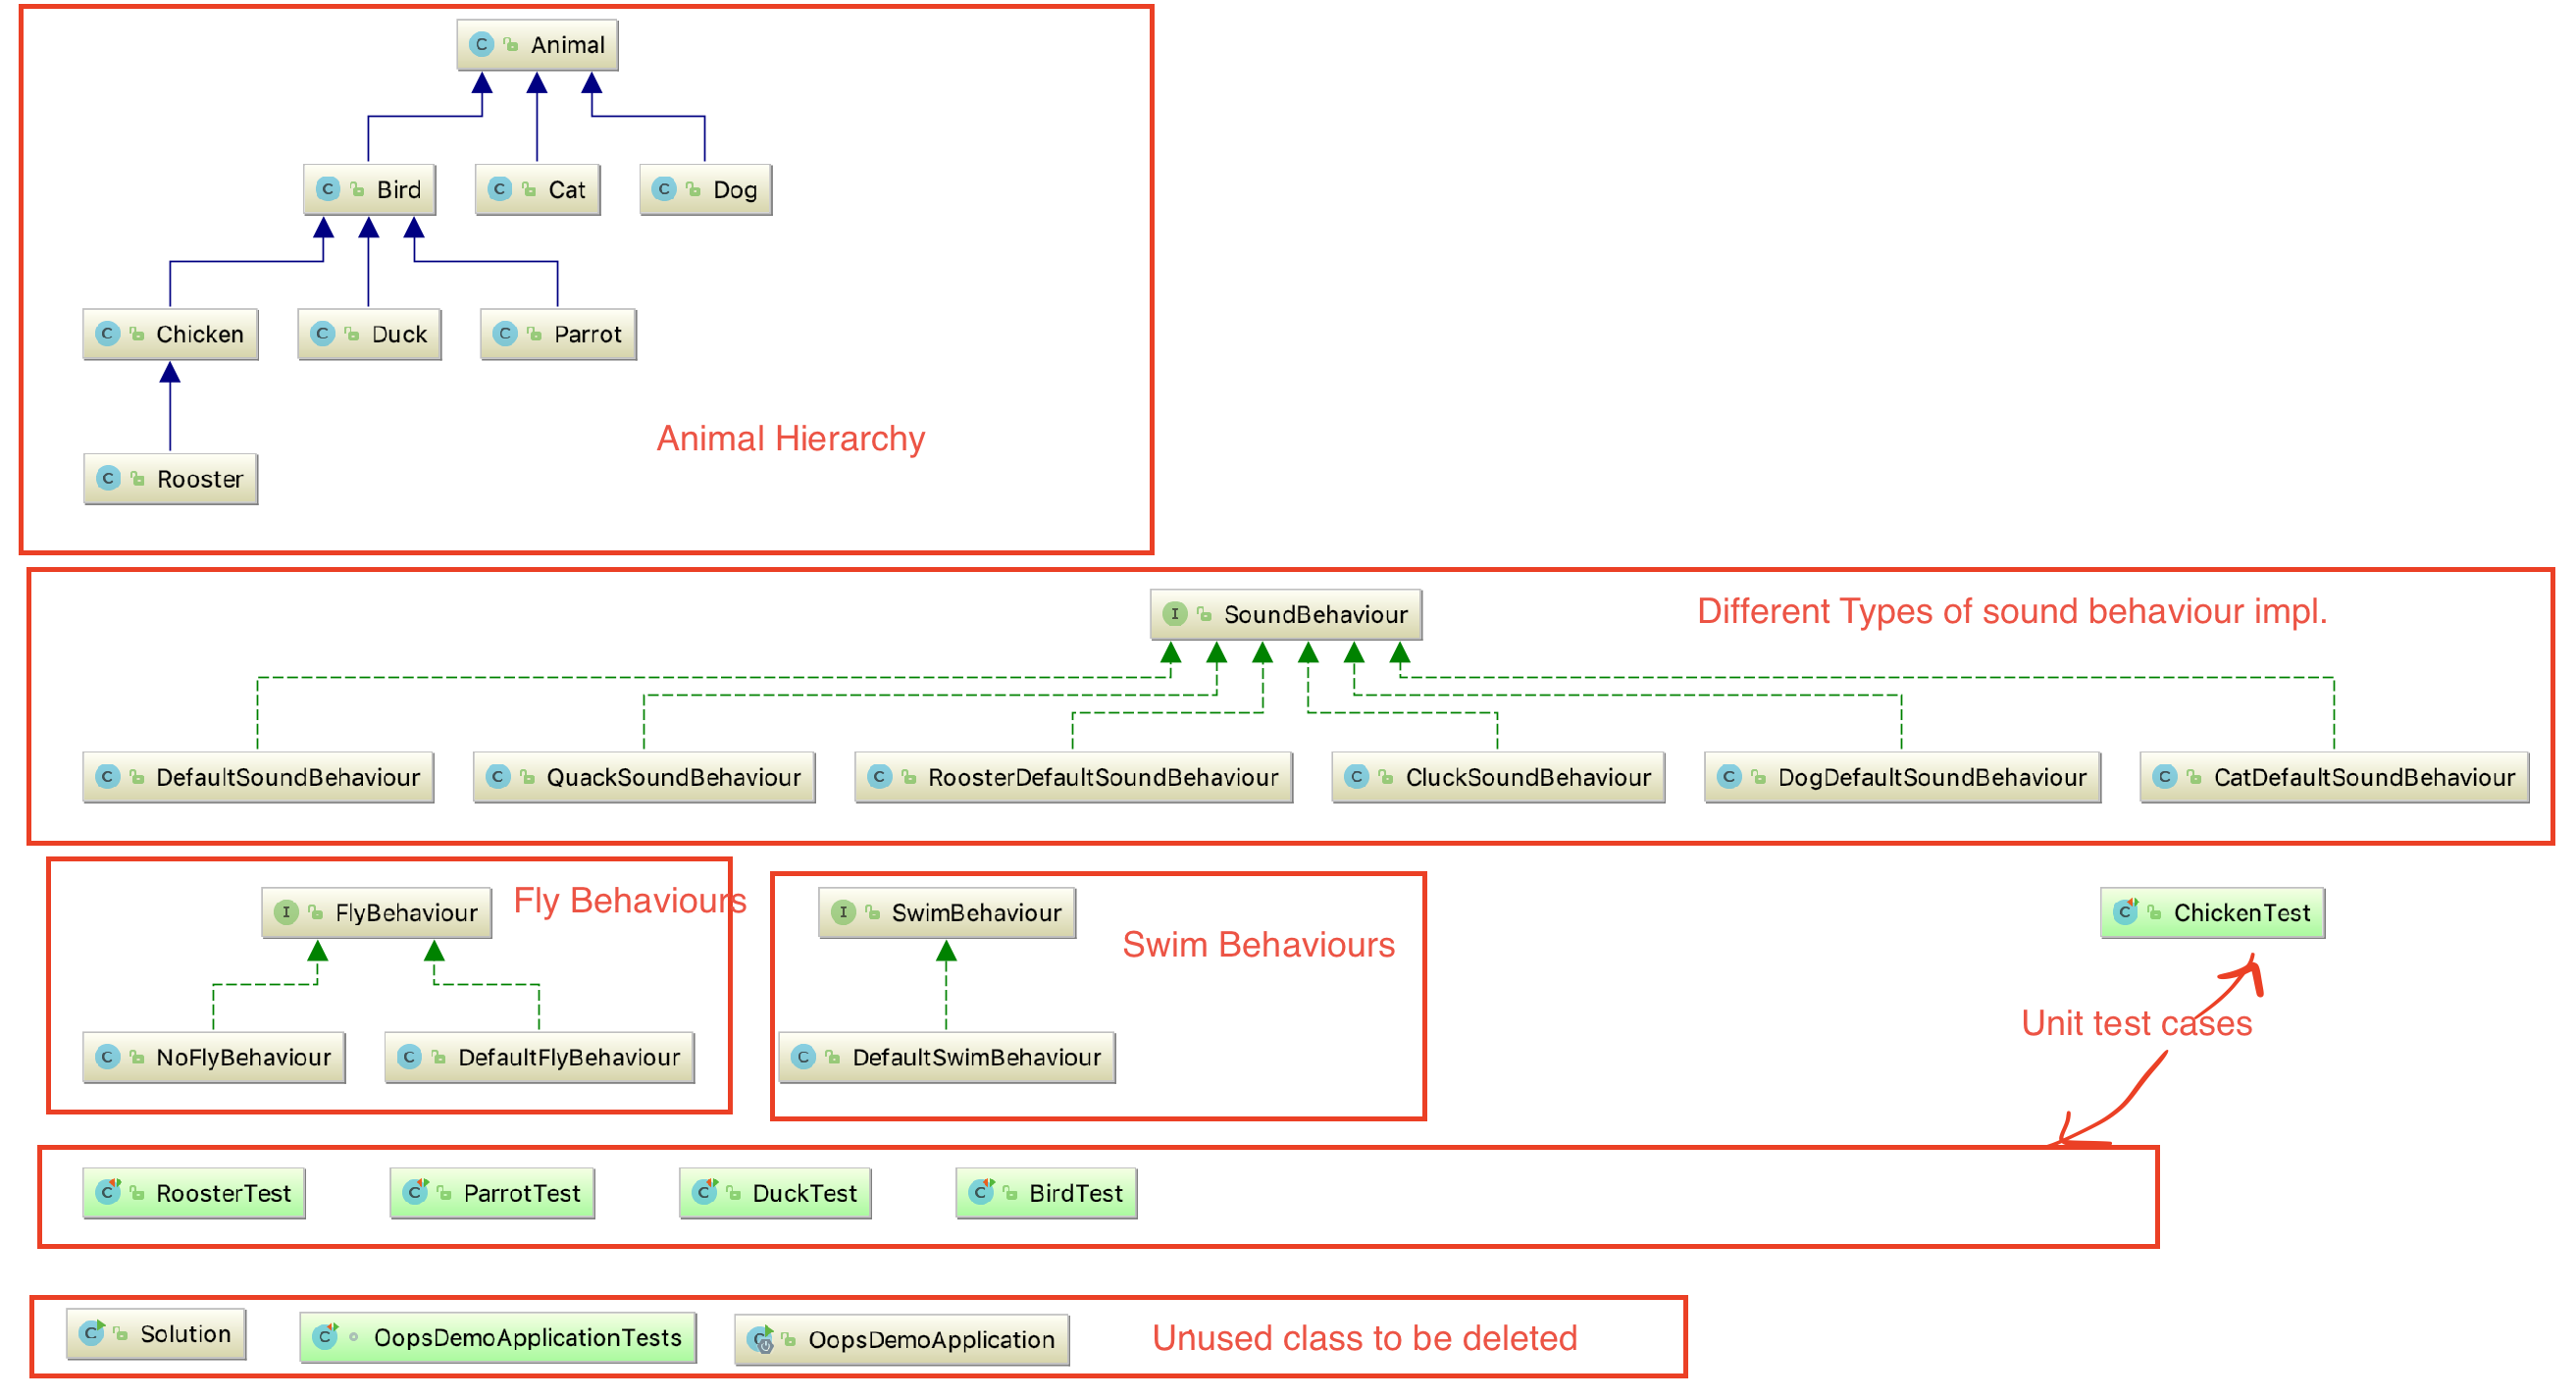 Animal
Bird
Cat
Dog
Chicken
Duck
Parrot
Animal Hierarchy
Rooster
SoundBehaviour
Different Types of sound behaviour impl.
DefaultSoundBehaviour
QuackSoundBehaviour
RoosterDefaultSoundBehaviour
CluckSoundBehaviour
DogDefaultSoundBehaviour
CatDefaultSoundBehaviour
FlyBehaviour
Fly Behaviours
SwimBehaviour
Swim Behaviours
ChickenTest
NoFlyBehaviour
DefaultFlyBehaviour
DefaultSwimBehaviour
Unit test cases
RoosterTest
ParrotTest
DuckTest
BirdTest
Solution
OopsDemoApplicationTests
OopsDemoApplication
Unused class to be deleted